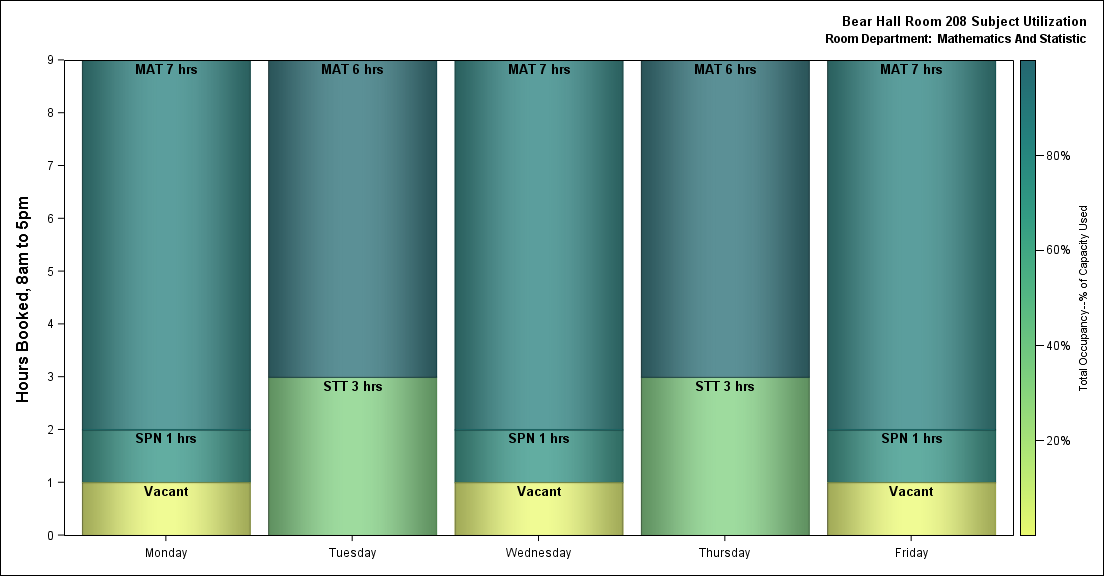 Bear Hall Room 208 Subject Utilization
Room Department: Mathematics And Statistic
Hours Booked, 8am to 5pm
9
8
7
6
5
4
3
2
1
0
MAT 7 hrs
SPN 1 hrs
Vacant
MAT 6 hrs
STT 3 hrs
MAT 7 hrs
SPN 1 hrs
Vacant
MAT 6 hrs
STT 3 hrs
MAT 7 hrs
SPN 1 hrs
Vacant
Monday
Tuesday
Wednesday
Thursday
Friday
80%
60%
40%
20%
Total Occupancy--% of Capacity Used